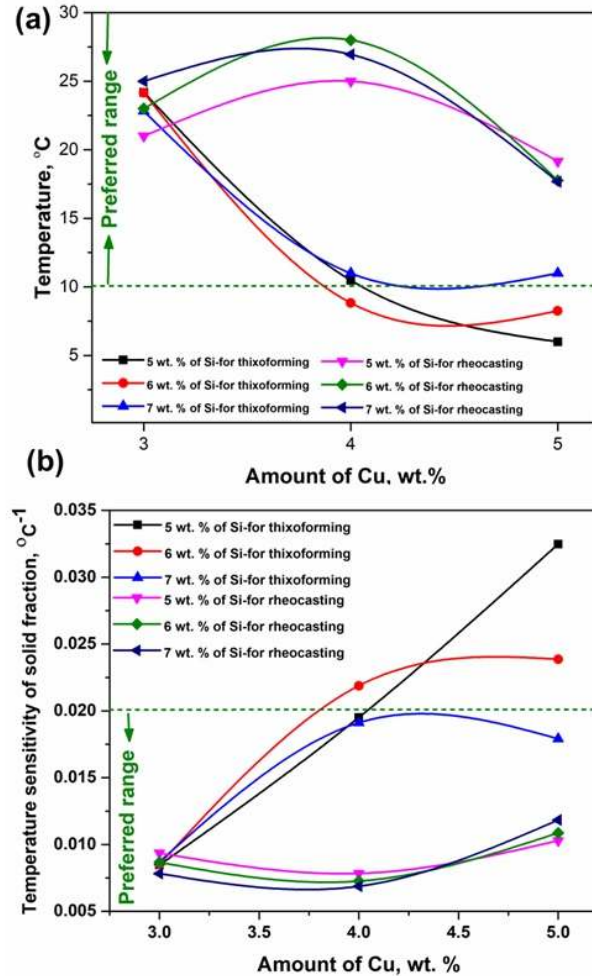 (a)
30
25
20
15
10
5
Temperature, °C
Preferred range
5 wt. % of Si-for thixoforming
6 wt. % of Si-for thixoforming
7 wt. % of Si-for thixoforming
5 wt. % of Si-for rheocasting
6 wt. % of Si-for rheocasting
7 wt. % of Si-for rheocasting
3 4 5
Amount of Cu, wt.%
(b)
0.035
0.030
0.025
0.020
0.015
0.010
0.005
Temperature sensitivity of solid fraction, °C⁻¹
Preferred range
5 wt. % of Si-for thixoforming
6 wt. % of Si-for thixoforming
7 wt. % of Si-for thixoforming
5 wt. % of Si-for rheocasting
6 wt. % of Si-for rheocasting
7 wt. % of Si-for rheocasting
3.0 3.5 4.0 4.5 5.0
Amount of Cu, wt. %